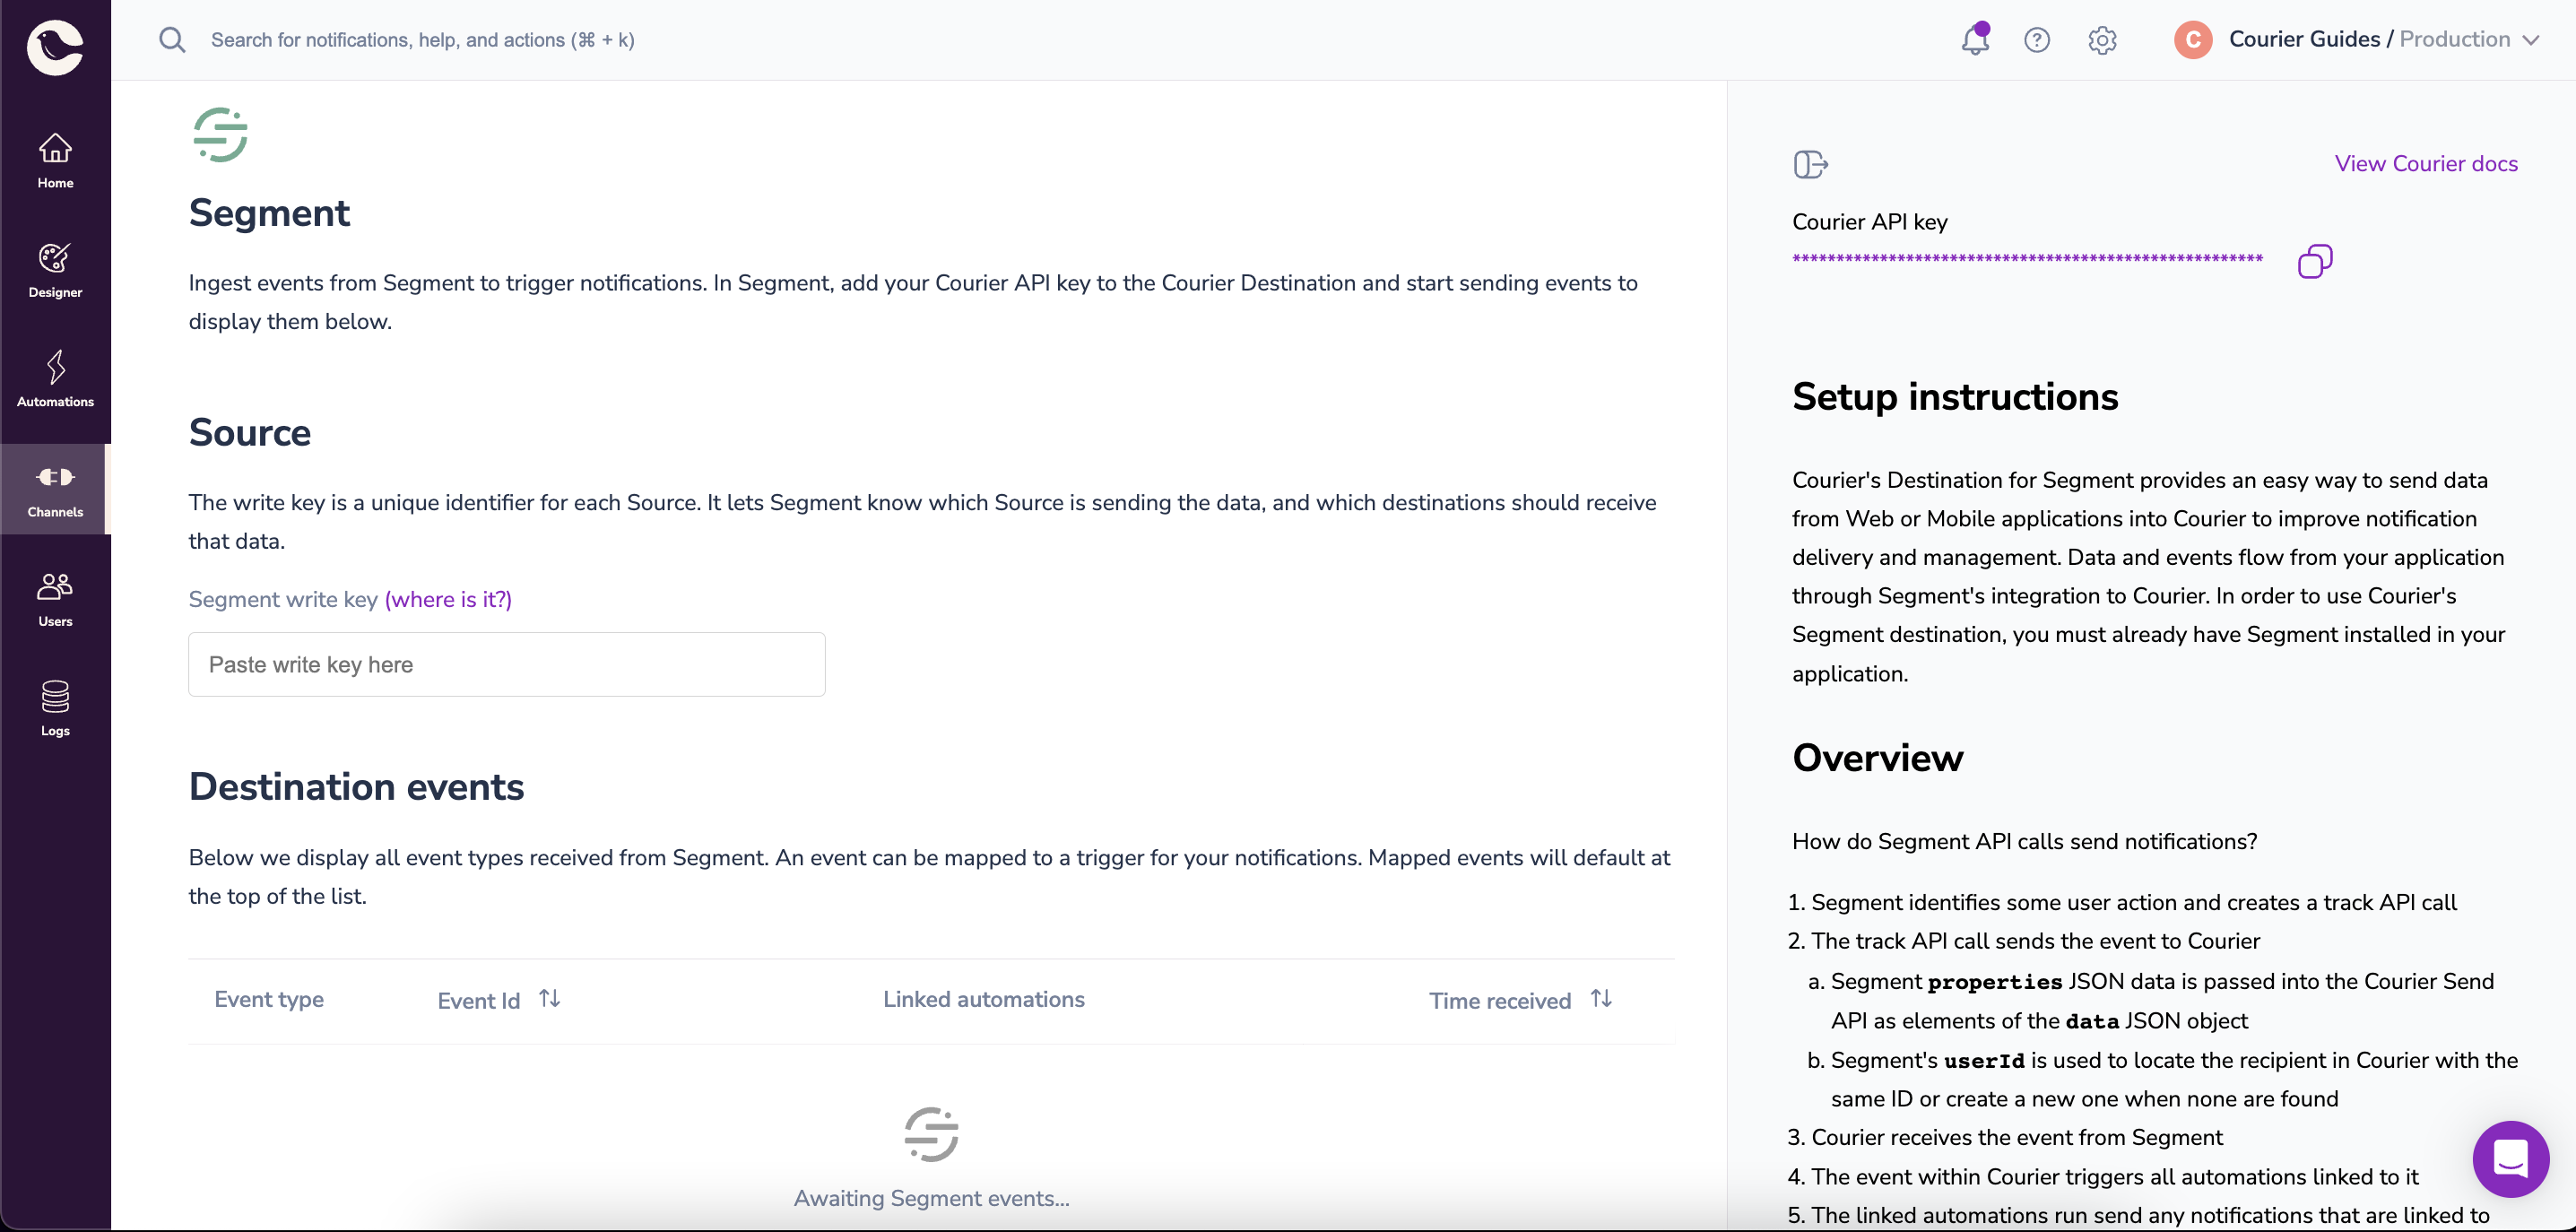 Search for notifications, help, and actions (⌘ + k)
C
Courier Guides / Production
Home
Designer
Automations
Channels
Users
Logs
Segment
Ingest events from Segment to trigger notifications. In Segment, add your Courier API key to the Courier Destination and start sending events to
display them below.
Source
The write key is a unique identifier for each Source. It lets Segment know which Source is sending the data, and which destinations should receive
that data.
Segment write key (where is it?)
Paste write key here
Destination events
Below we display all event types received from Segment. An event can be mapped to a trigger for your notifications. Mapped events will default at
the top of the list.
Event type Event Id Linked automations Time received
Awaiting Segment events...
View Courier docs
Courier API key
******************************************************
Setup instructions
Courier's Destination for Segment provides an easy way to send data
from Web or Mobile applications into Courier to improve notification
delivery and management. Data and events flow from your application
through Segment's integration to Courier. In order to use Courier's
Segment destination, you must already have Segment installed in your
application.
Overview
How do Segment API calls send notifications?
1. Segment identifies some user action and creates a track API call
2. The track API call sends the event to Courier
a. Segment properties JSON data is passed into the Courier Send
API as elements of the data JSON object
b. Segment's userId is used to locate the recipient in Courier with the
same ID or create a new one when none are found
3. Courier receives the event from Segment
4. The event within Courier triggers all automations linked to it
5. The linked automations run send any notifications that are linked to